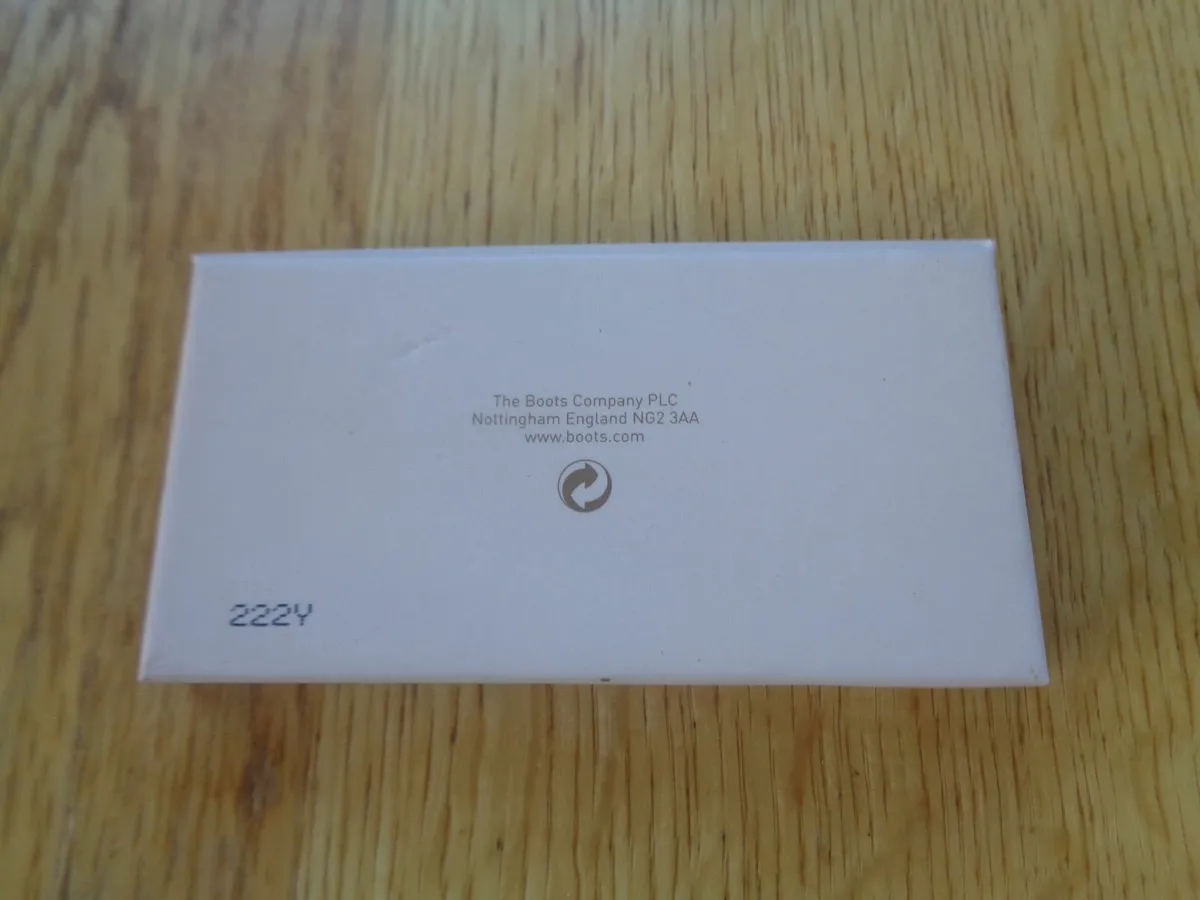 The Boots Company PLC
Nottingham England NG2 3AA
www.boots.com
222Y